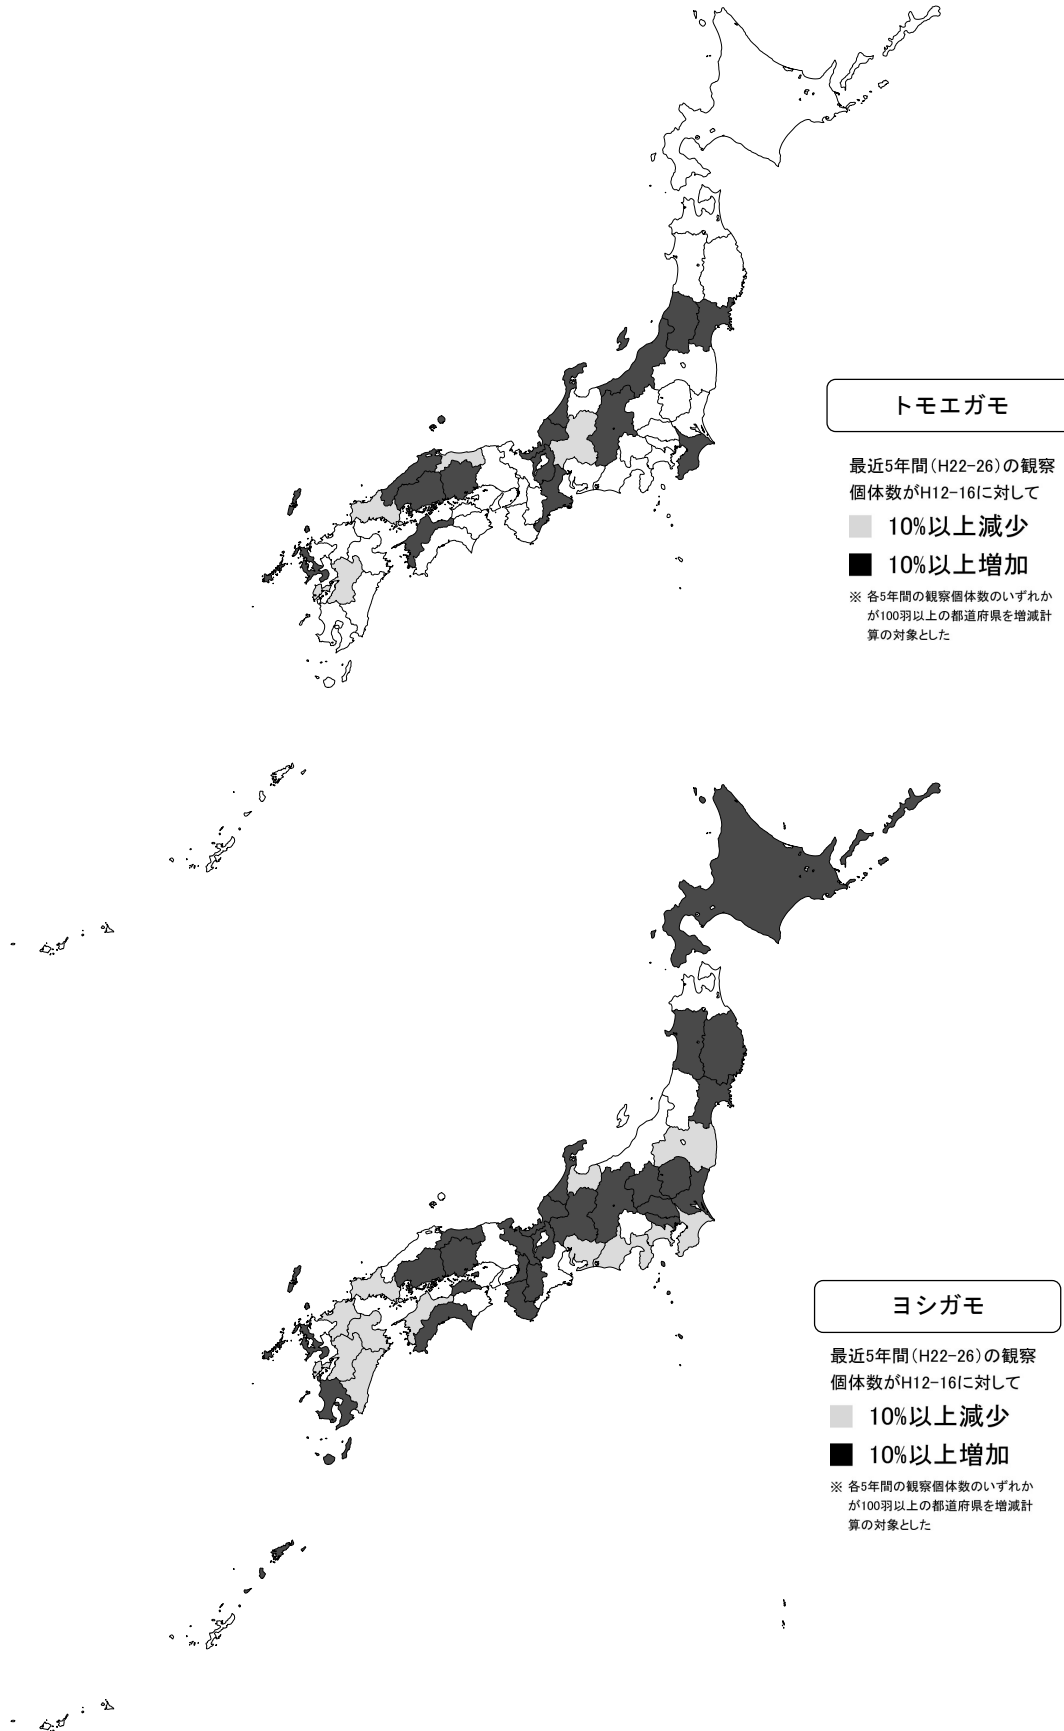 トモエガモ
最近5年間(H22-26)の観察
個体数がH12-16に対して
10%以上減少
10%以上増加
※ 各5年間の観察個体数のいずれか
が100羽以上の都道府県を増減計
算の対象とした
ヨシガモ
最近5年間(H22-26)の観察
個体数がH12-16に対して
10%以上減少
10%以上増加
※ 各5年間の観察個体数のいずれか
が100羽以上の都道府県を増減計
算の対象とした